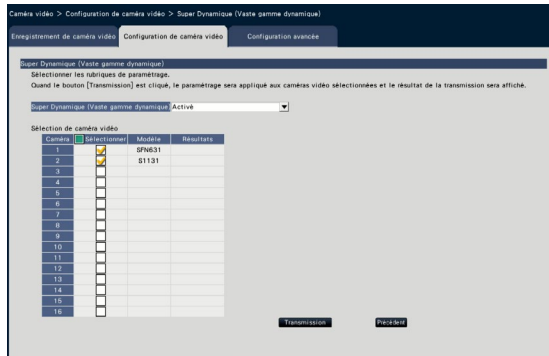 Caméra vidéo > Configuration de caméra vidéo > Super Dynamique (Vaste gamme dynamique)
Enregistrement de caméra vidéo Configuration de caméra vidéo Configuration avancée
Super Dynamique (Vaste gamme dynamique)
Sélectionner les rubriques de paramétrage.
Quand le bouton [Transmission] est cliqué, le paramétrage sera appliqué aux caméras vidéo sélectionnées et le résultat de la transmission sera affiché.
Super Dynamique (Vaste gamme dynamique) Activé
Sélection de caméra vidéo
Caméra Sélectionner Modèle Résultats
1 SFN631
2 S1131
3
4
5
6
7
8
9
10
11
12
13
14
15
16
Transmission Précédent